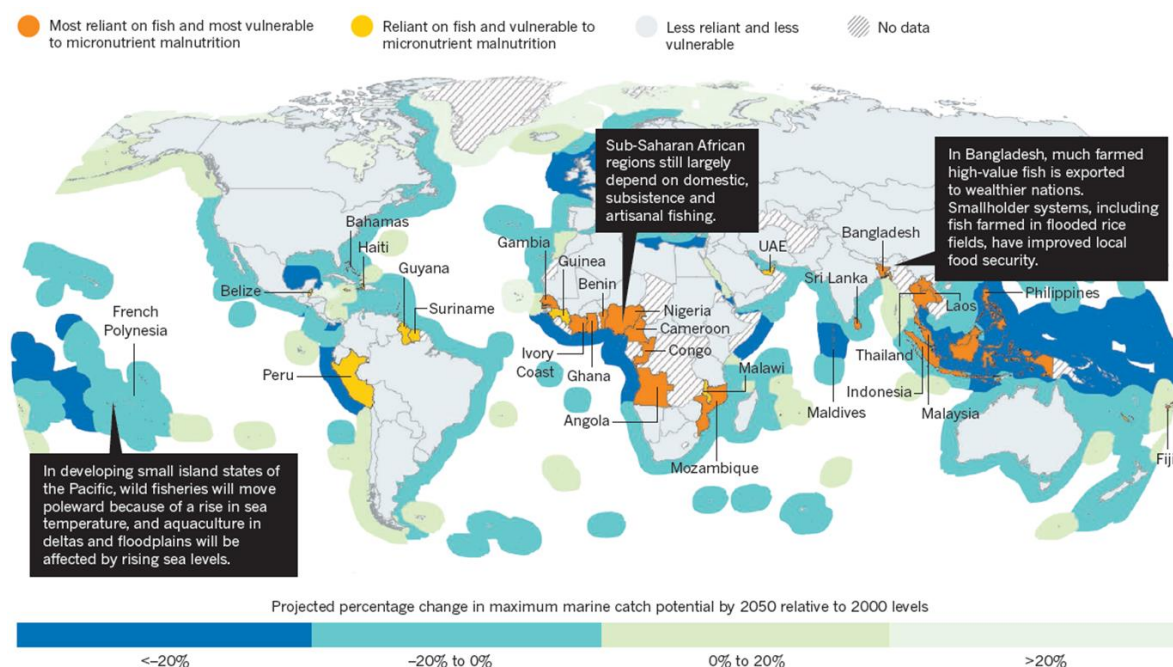 Most reliant on fish and most vulnerable
to micronutrient malnutrition
Reliant on fish and vulnerable to
micronutrient malnutrition
Less reliant and less
vulnerable
No data
Sub-Saharan African
regions still largely
depend on domestic,
subsistence and
artisanal fishing.
In Bangladesh, much farmed
high-value fish is exported
to wealthier nations.
Smallholder systems, including
fish farmed in flooded rice
fields, have improved local
food security.
Bahamas
Haiti
Guyana
Belize
Suriname
French
Polynesia
Peru
Gambia
Guinea
Benin
Nigeria
Cameroon
Congo
Ivory
Coast
Ghana
Malawi
Angola
Mozambique
UAE
Bangladesh
Sri Lanka
Philippines
Laos
Thailand
Indonesia
Maldives
Malaysia
Fiji
In developing small island states of
the Pacific, wild fisheries will move
poleward because of a rise in sea
temperature, and aquaculture in
deltas and floodplains will be
affected by rising sea levels.
Projected percentage change in maximum marine catch potential by 2050 relative to 2000 levels
<–20%
–20% to 0%
0% to 20%
>20%